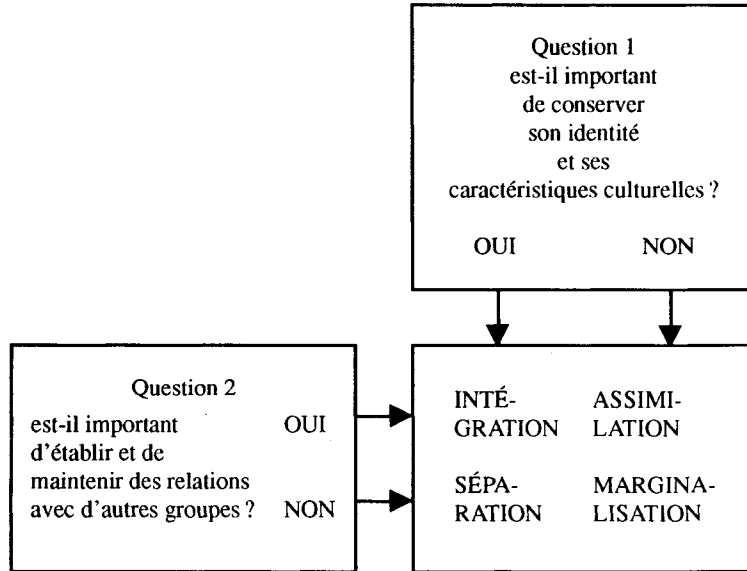 Question 1
est-il important
de conserver
son identité
et ses
caractéristiques culturelles ?
OUI NON
Question 2
est-il important OUI
d'établir et de
maintenir des relations
avec d'autres groupes ? NON
INTÉ- ASSIMI-
GRATION LATION
SÉPA- MARGINA-
RATION LISATION